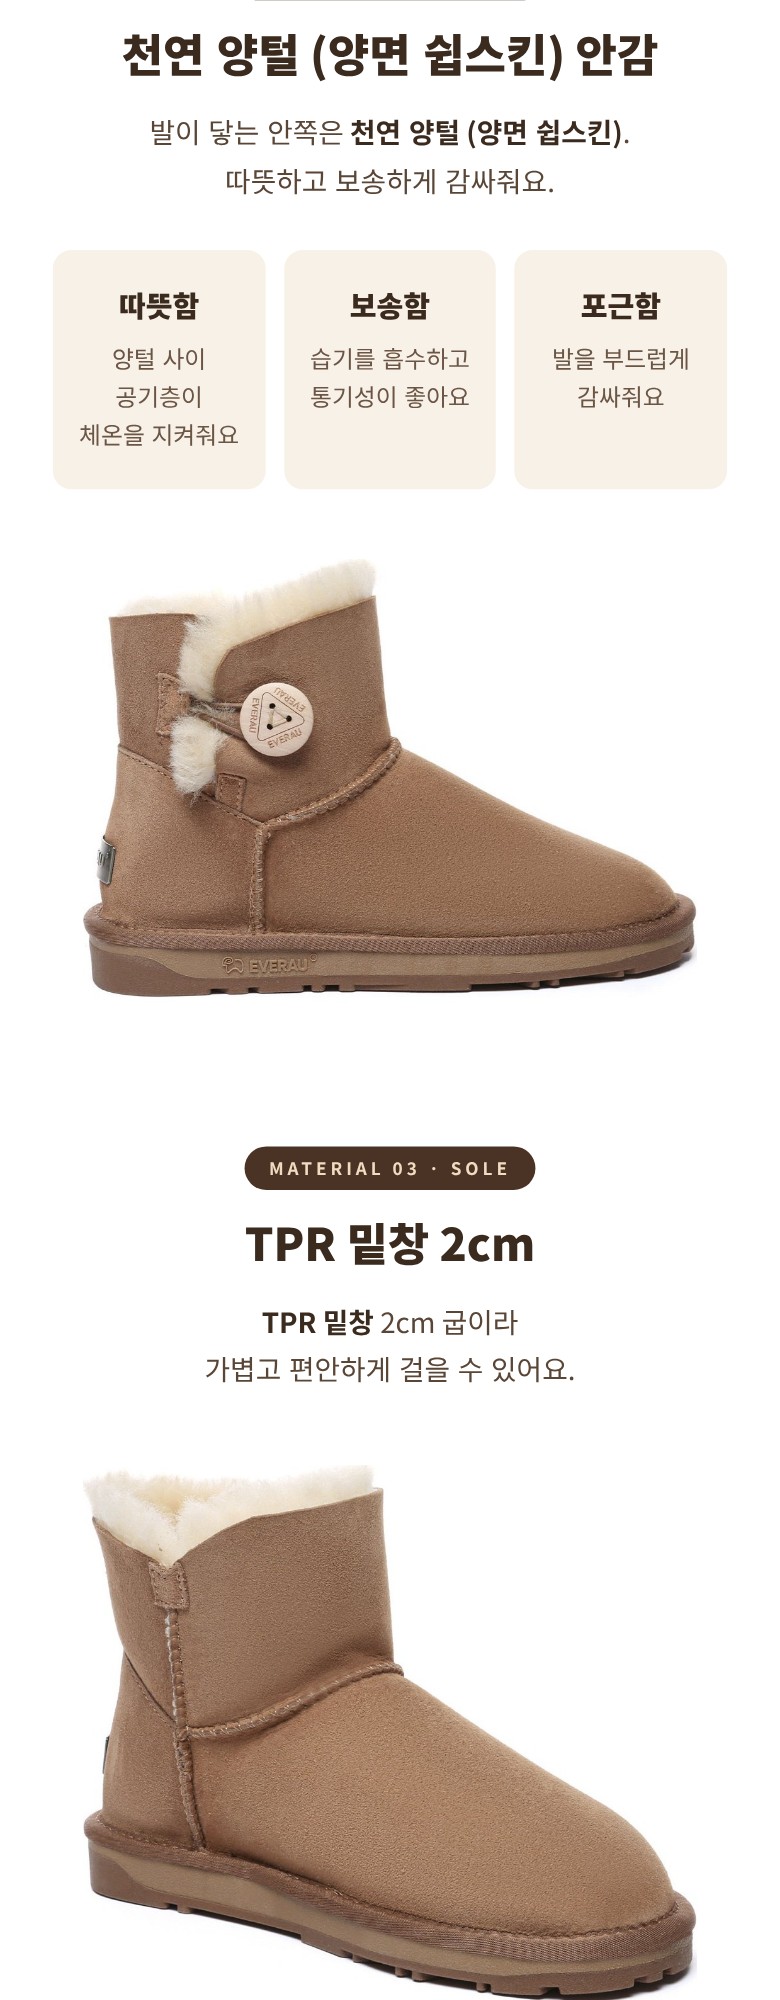 천연 양털 (양면 쉽스킨) 안감
발이 닿는 안쪽은 천연 양털 (양면 쉽스킨).
따뜻하고 보송하게 감싸줘요.
따뜻함
양털 사이
공기층이
체온을 지켜줘요
보송함
습기를 흡수하고
통기성이 좋아요
포근함
발을 부드럽게
감싸줘요
EVERAU
EVERAU
EVERAU
EVERAU
MATERIAL 03 · SOLE
TPR 밑창 2cm
TPR 밑창 2cm 굽이라
가볍고 편안하게 걸을 수 있어요.